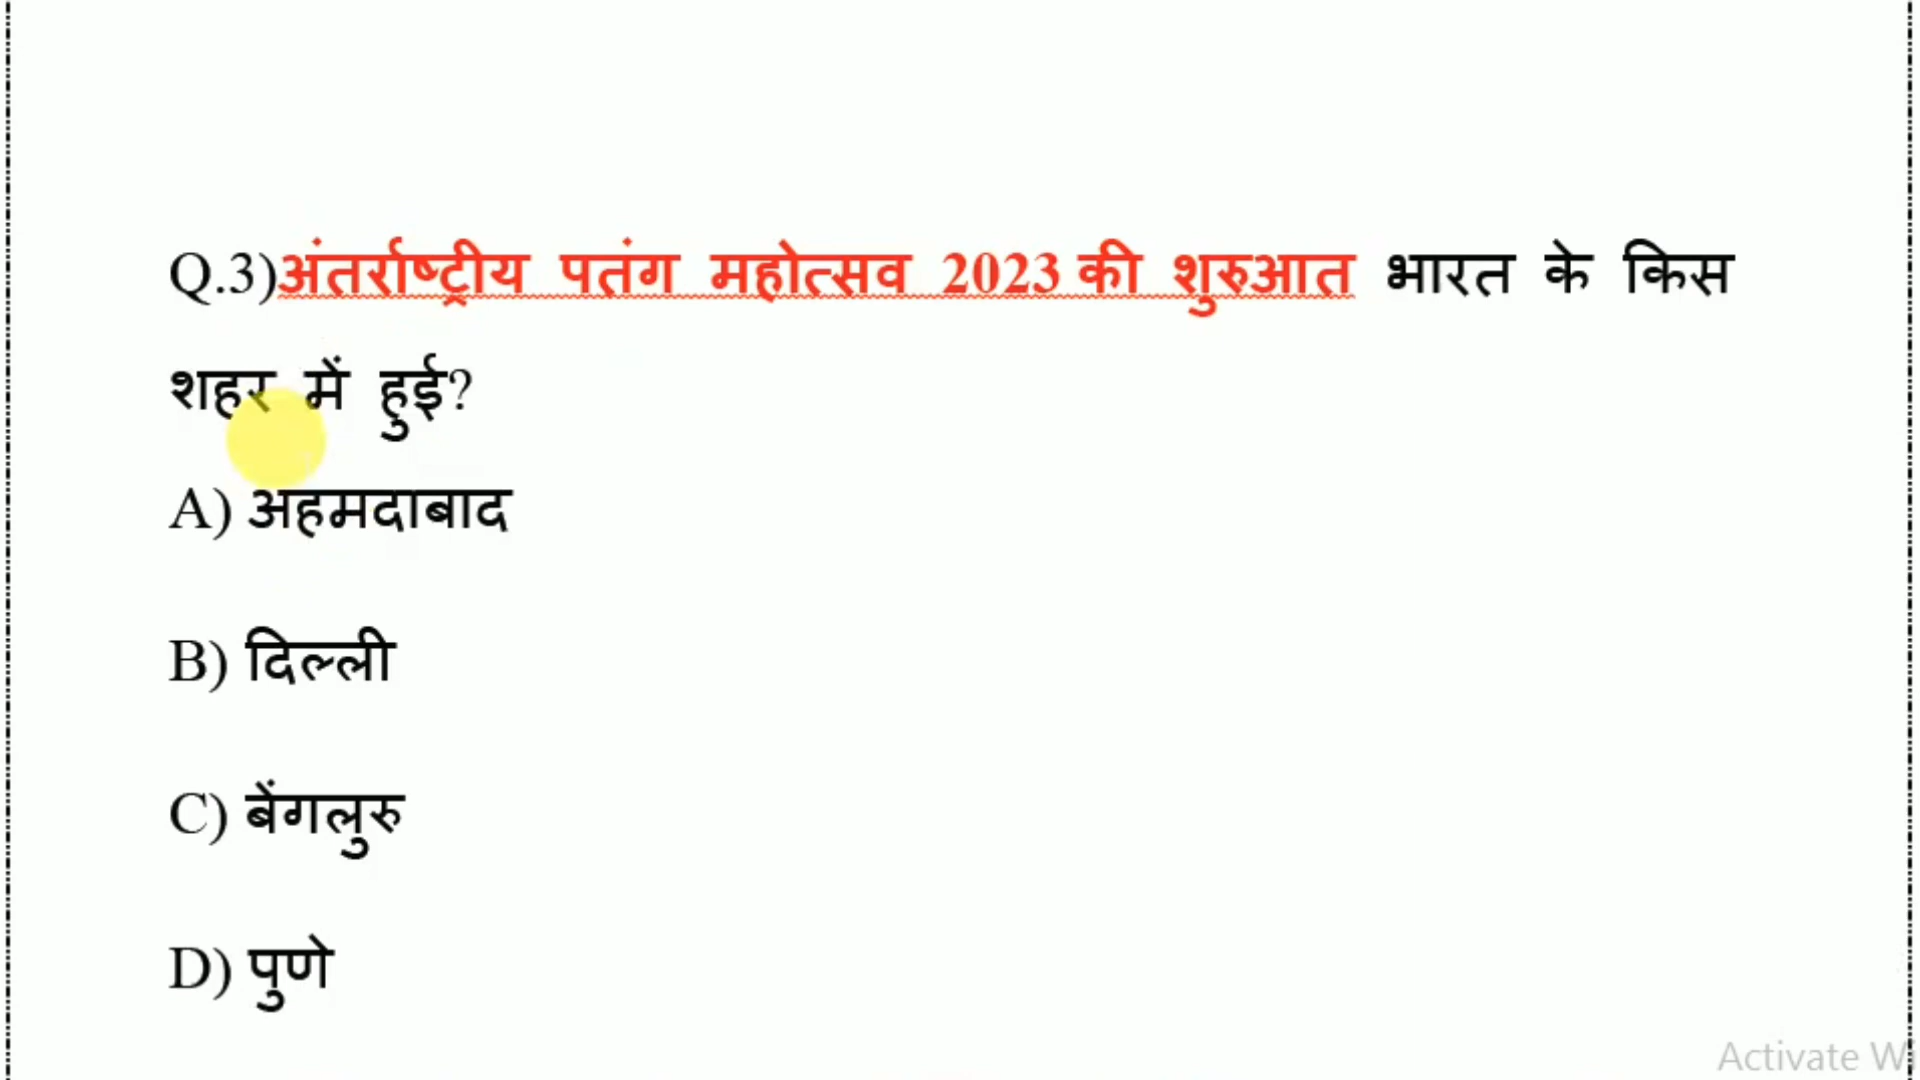 Q.3)अंतर्राष्ट्रीय पतंग महोत्सव 2023 की शुरुआत भारत के किस
शहर में हुई?
A) अहमदाबाद
B) दिल्ली
C) बेंगलुरु
D) पुणे
Activate W